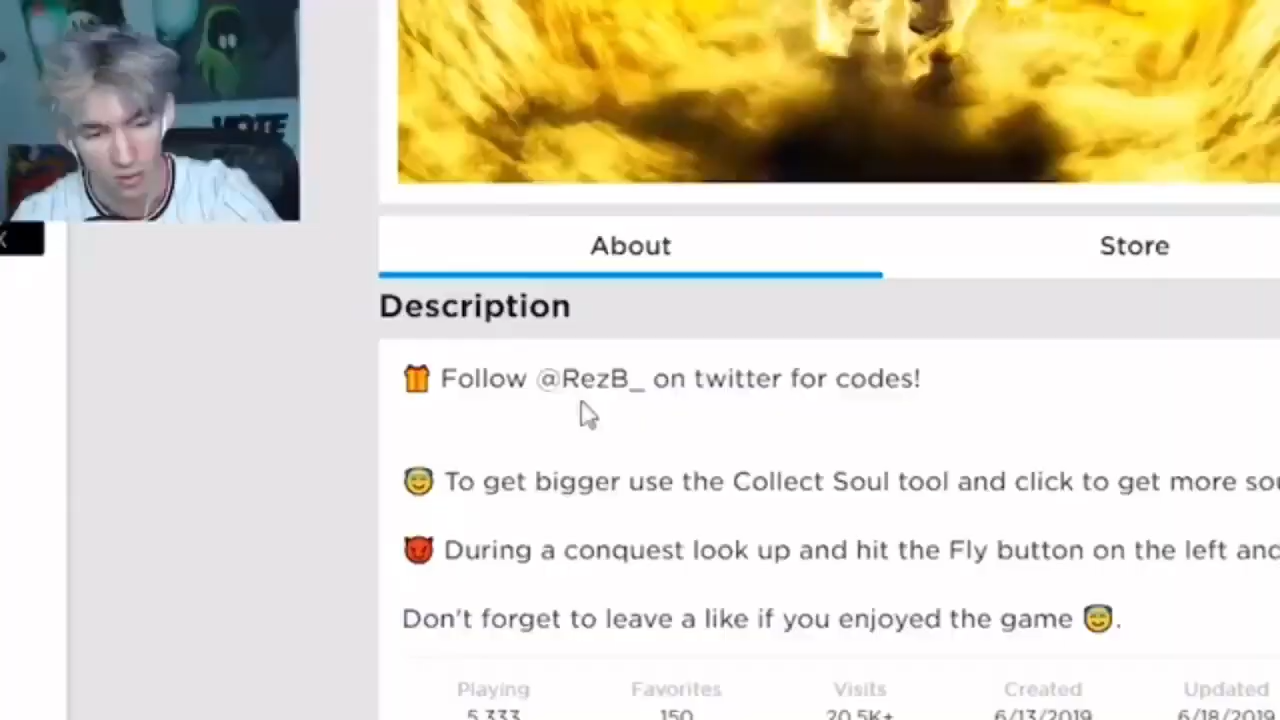 X
About
Store
Description
Follow @RezB_ on twitter for codes!
To get bigger use the Collect Soul tool and click to get more
During a conquest look up and hit the Fly button on the left and
Don't forget to leave a like if you enjoyed the game
Playing Favorites Visits Created Updated
5,333 150 20.5K+ 6/13/2019 6/18/2019